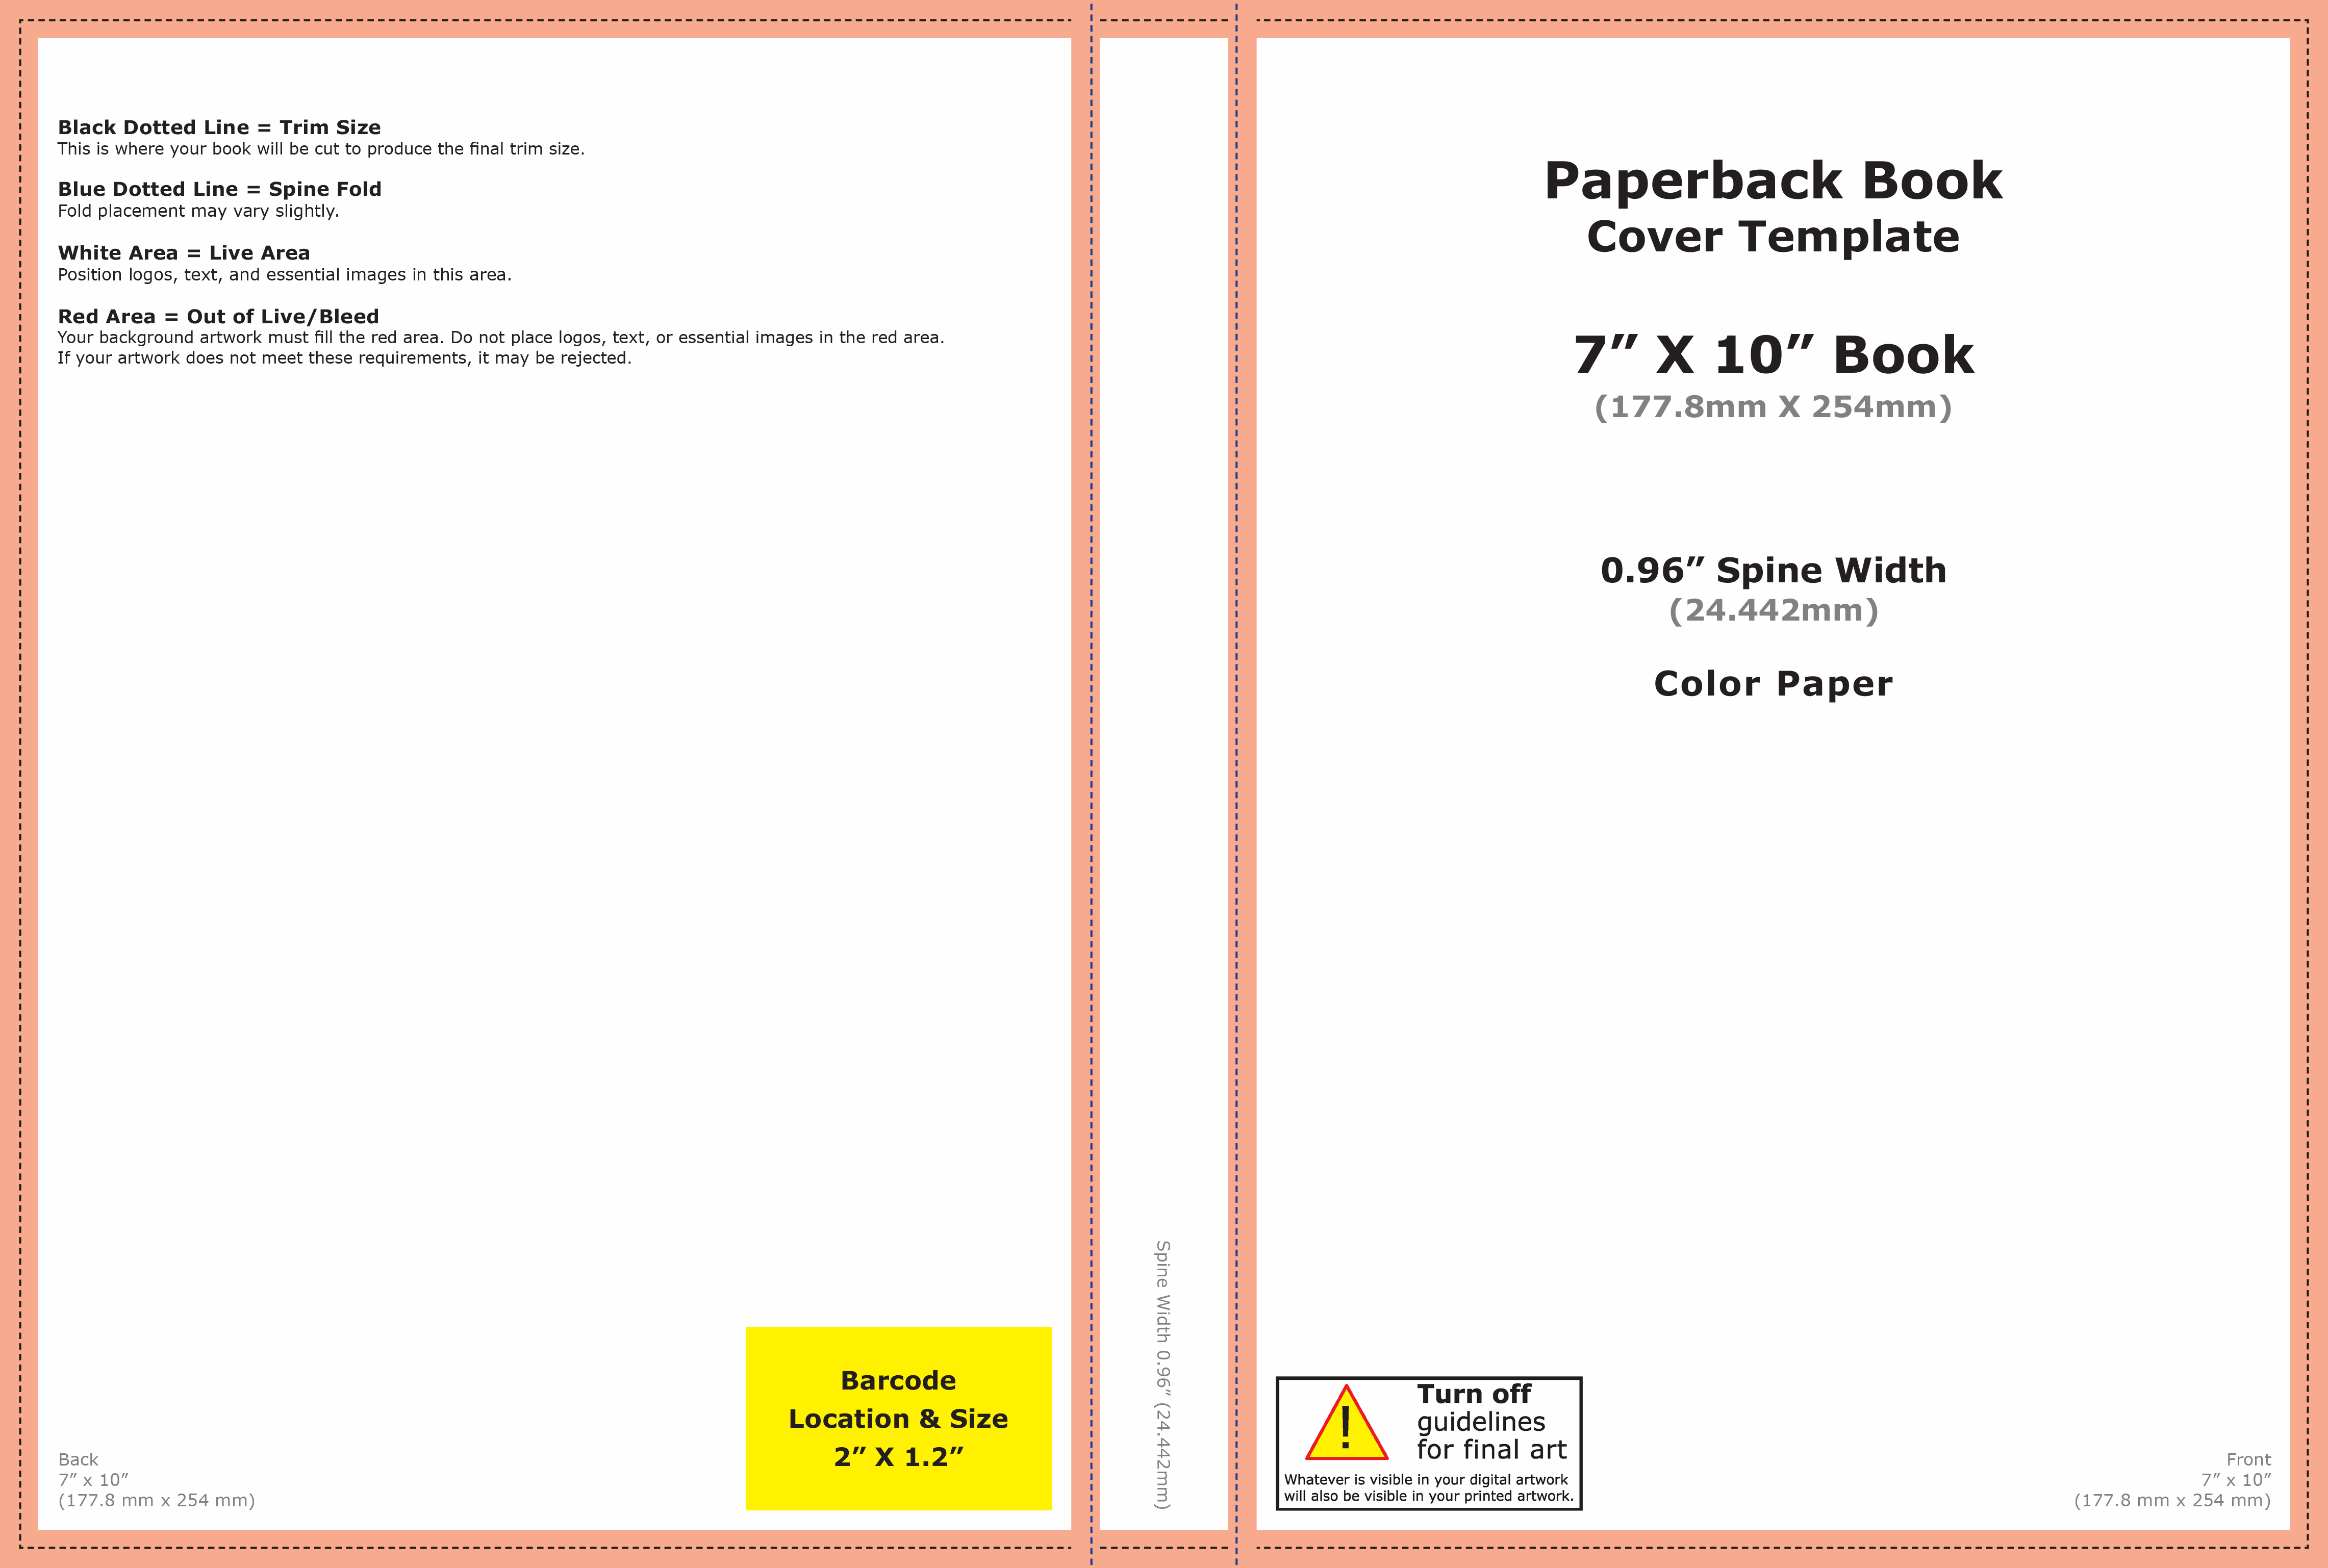 Black Dotted Line = Trim Size
This is where your book will be cut to produce the final trim size.
Blue Dotted Line = Spine Fold
Fold placement may vary slightly.
White Area = Live Area
Position logos, text, and essential images in this area.
Red Area = Out of Live/Bleed
Your background artwork must fill the red area. Do not place logos, text, or essential images in the red area.
If your artwork does not meet these requirements, it may be rejected.
Barcode
Location & Size
2″ X 1.2″
Back
7″ x 10″
(177.8 mm x 254 mm)
Spine Width 0.96″ (24.442mm)
Paperback Book
Cover Template
7″ X 10″ Book
(177.8mm X 254mm)
0.96″ Spine Width
(24.442mm)
Color Paper
!
Turn off
guidelines
for final art
Whatever is visible in your digital artwork
will also be visible in your printed artwork.
Front
7″ x 10″
(177.8 mm x 254 mm)